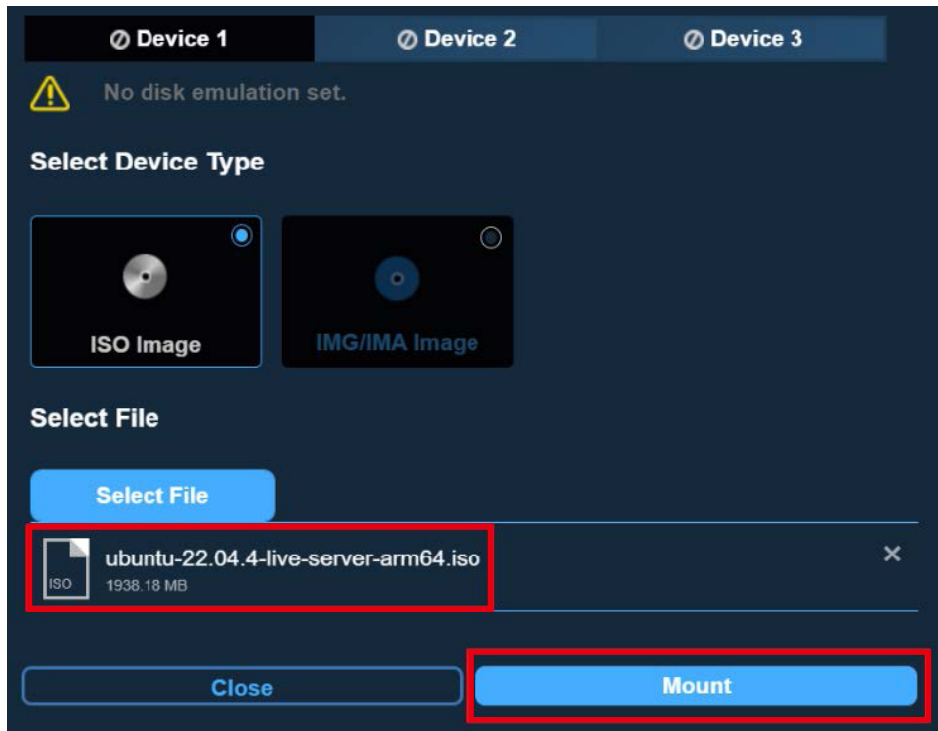 Device 1
Device 2
Device 3
No disk emulation set.
Select Device Type
ISO Image
IMG/IMA Image
Select File
Select File
ISO
ubuntu-22.04.4-live-server-arm64.iso
1938.18 MB
Close
Mount